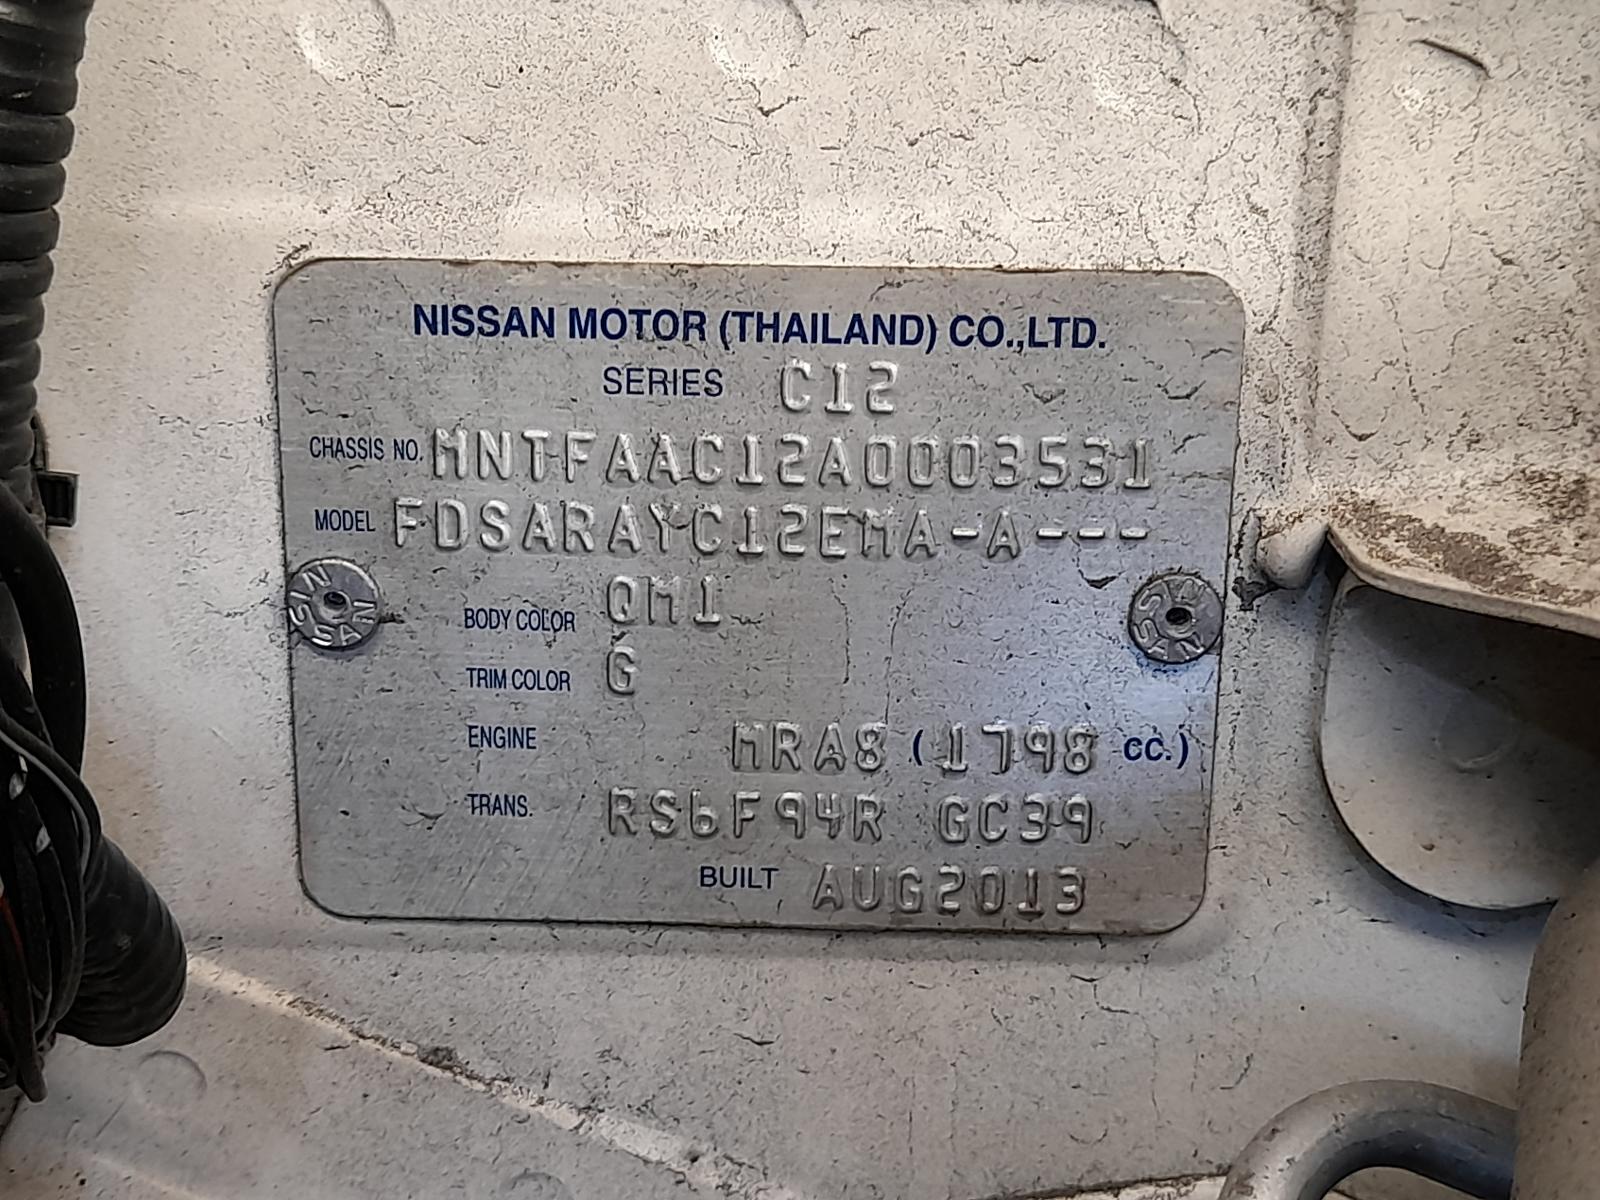 NISSAN MOTOR (THAILAND) CO.,LTD.
SERIES C12
CHASSIS NO. MNTFAAC12A0003531
MODEL FDSARAYC12EMA-A---
BODY COLOR QM1
TRIM COLOR G
ENGINE MRA8 (1798 cc.)
TRANS. RS6F94R GC39
BUILT AUG2013
NISSAN
NISSAN